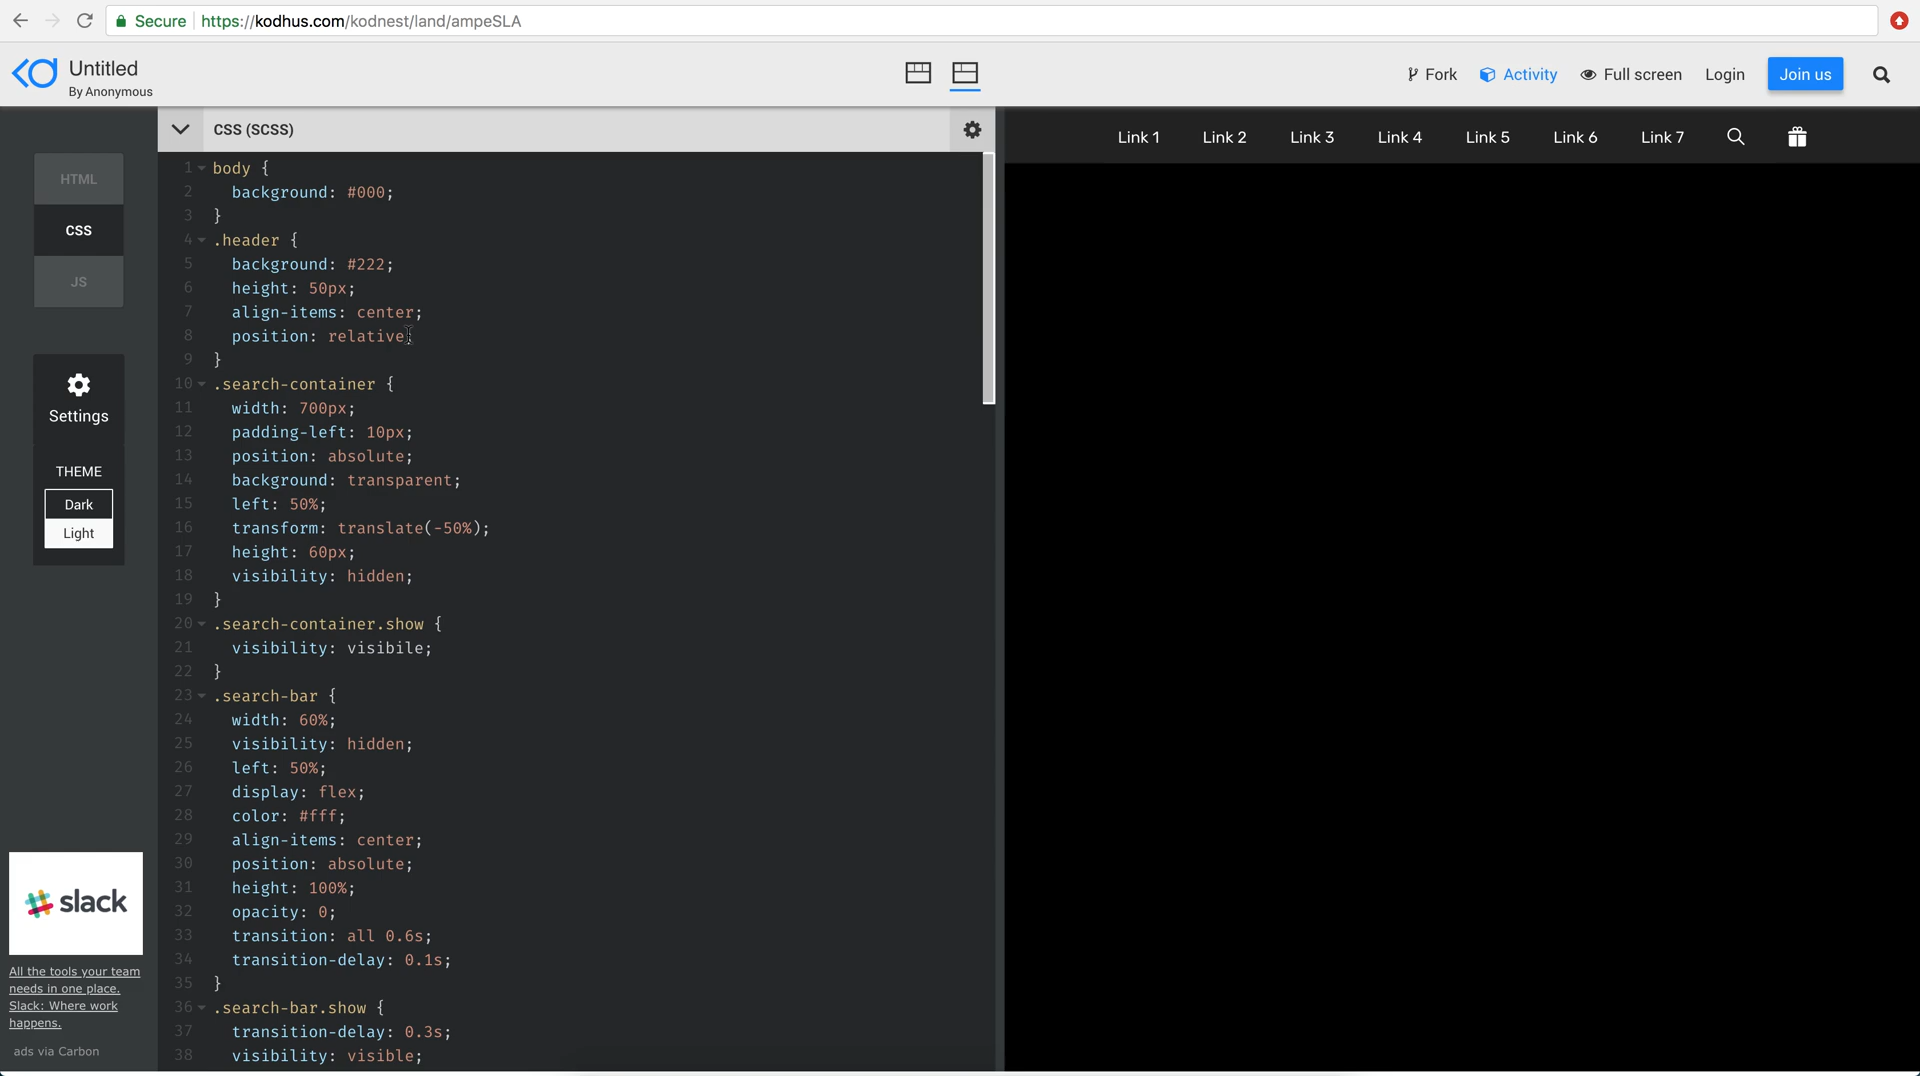 Secure https://kodhus.com/kodnest/land/ampeSLA
Untitled
By Anonymous
Fork Activity Full screen Login Join us
HTML
CSS
JS
Settings
THEME
Dark
Light
slack
All the tools your team
needs in one place.
Slack: Where work
happens.
ads via Carbon
CSS (SCSS)
1 body {
2 background: #000;
3 }
4 .header {
5 background: #222;
6 height: 50px;
7 align-items: center;
8 position: relative;
9 }
10 .search-container {
11 width: 700px;
12 padding-left: 10px;
13 position: absolute;
14 background: transparent;
15 left: 50%;
16 transform: translate(-50%);
17 height: 60px;
18 visibility: hidden;
19 }
20 .search-container.show {
21 visibility: visibile;
22 }
23 .search-bar {
24 width: 60%;
25 visibility: hidden;
26 left: 50%;
27 display: flex;
28 color: #fff;
29 align-items: center;
30 position: absolute;
31 height: 100%;
32 opacity: 0;
33 transition: all 0.6s;
34 transition-delay: 0.1s;
35 }
36 .search-bar.show {
37 transition-delay: 0.3s;
38 visibility: visible;
Link 1 Link 2 Link 3 Link 4 Link 5 Link 6 Link 7